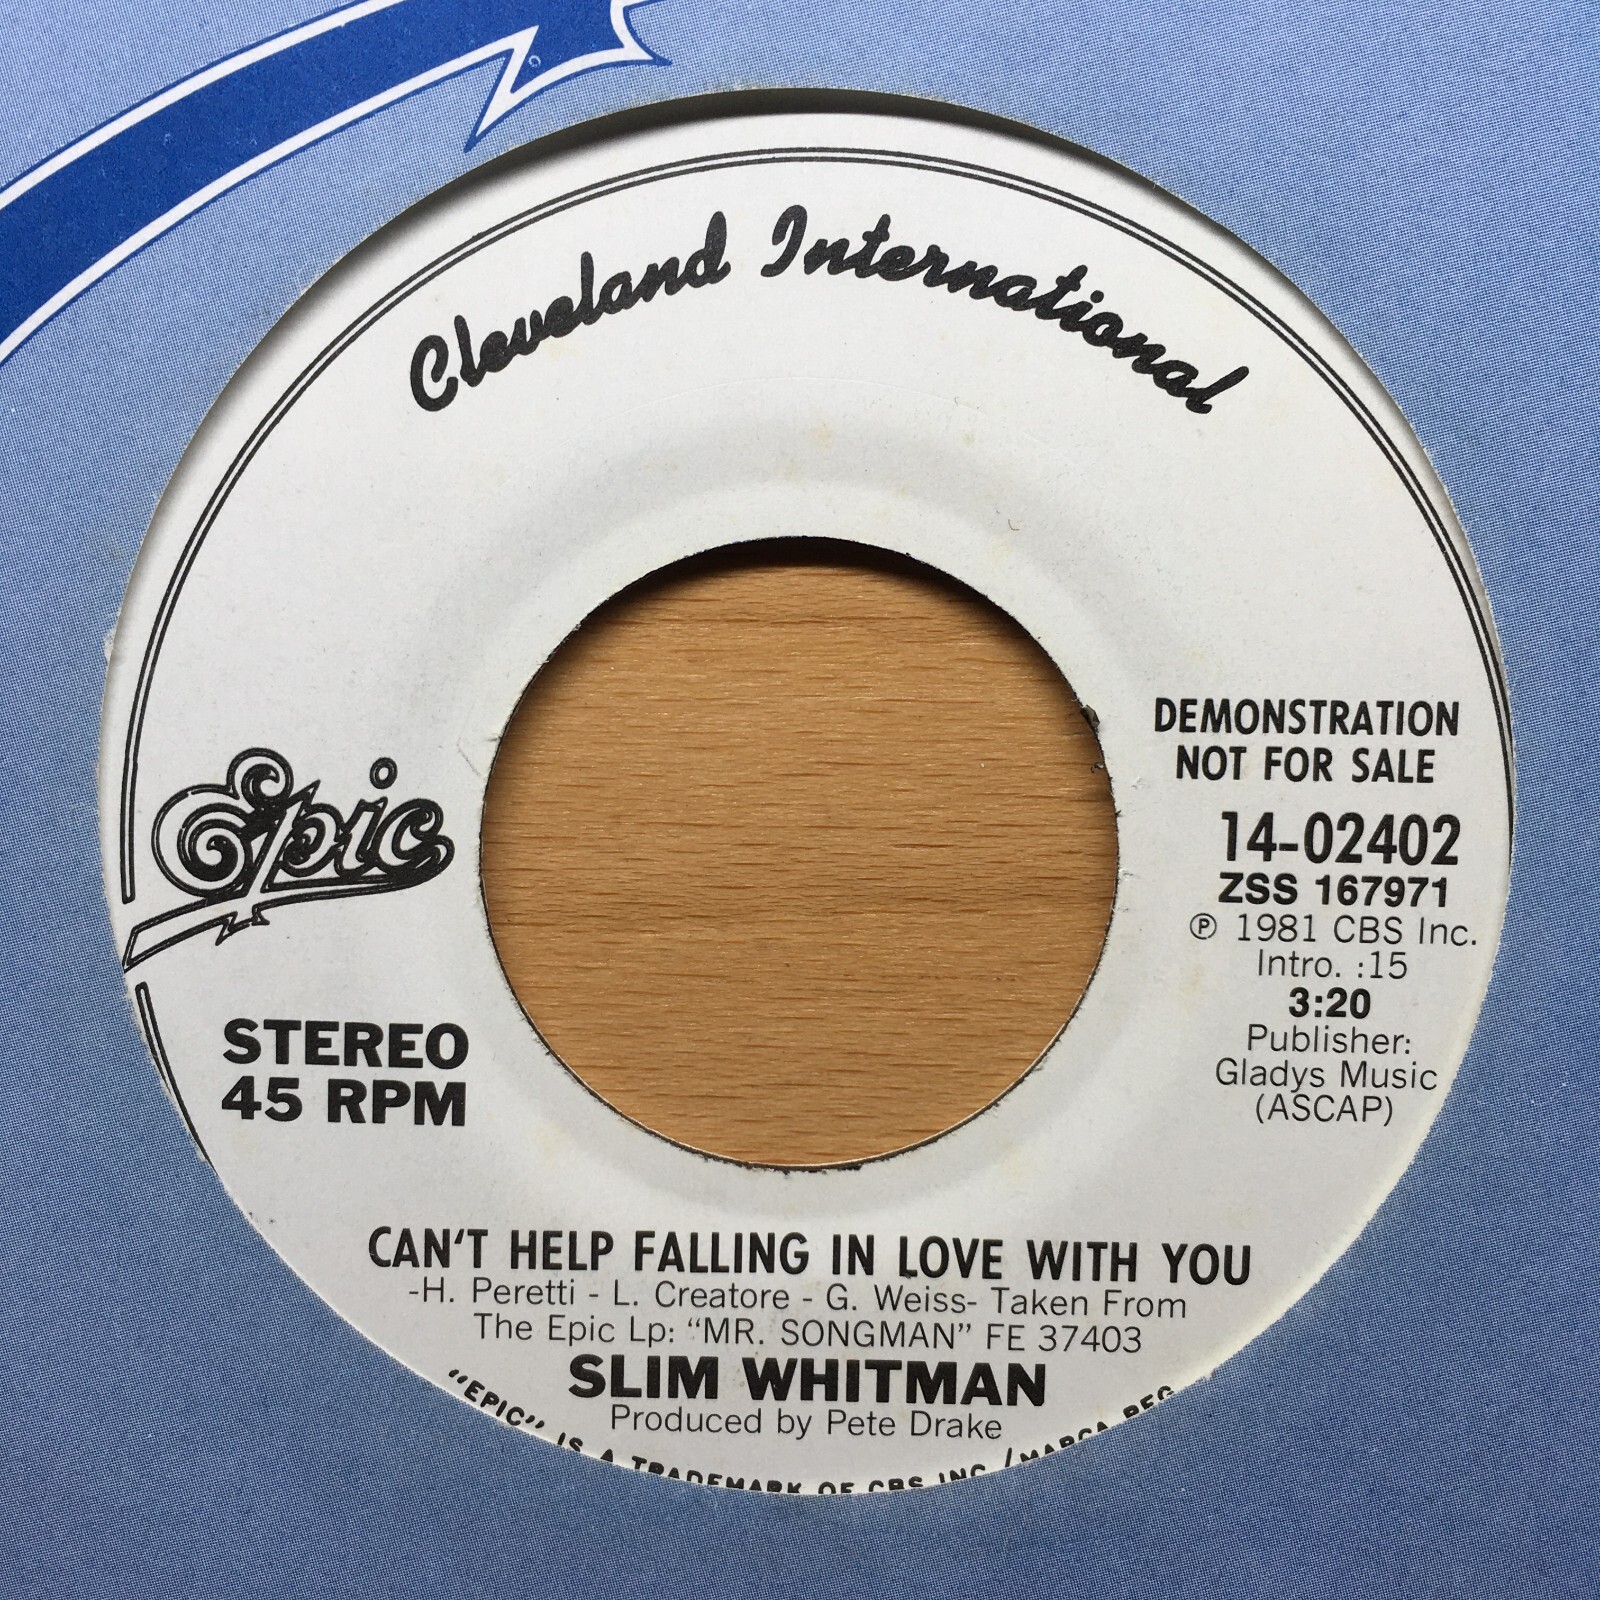 Cleveland International
Epic
STEREO
45 RPM
DEMONSTRATION
NOT FOR SALE
14-02402
ZSS 167971
℗ 1981 CBS Inc.
Intro. :15
3:20
Publisher:
Gladys Music
(ASCAP)
CAN'T HELP FALLING IN LOVE WITH YOU
-H. Peretti - L. Creatore - G. Weiss- Taken From
The Epic Lp: “MR. SONGMAN” FE 37403
SLIM WHITMAN
Produced by Pete Drake
“EPIC” IS A TRADEMARK OF CBS INC./MARCA REG.